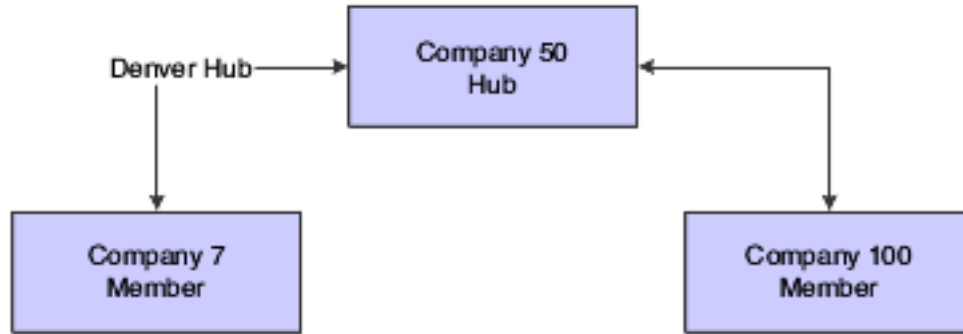 Company 50
Hub
Denver Hub
Company 7
Member
Company 100
Member